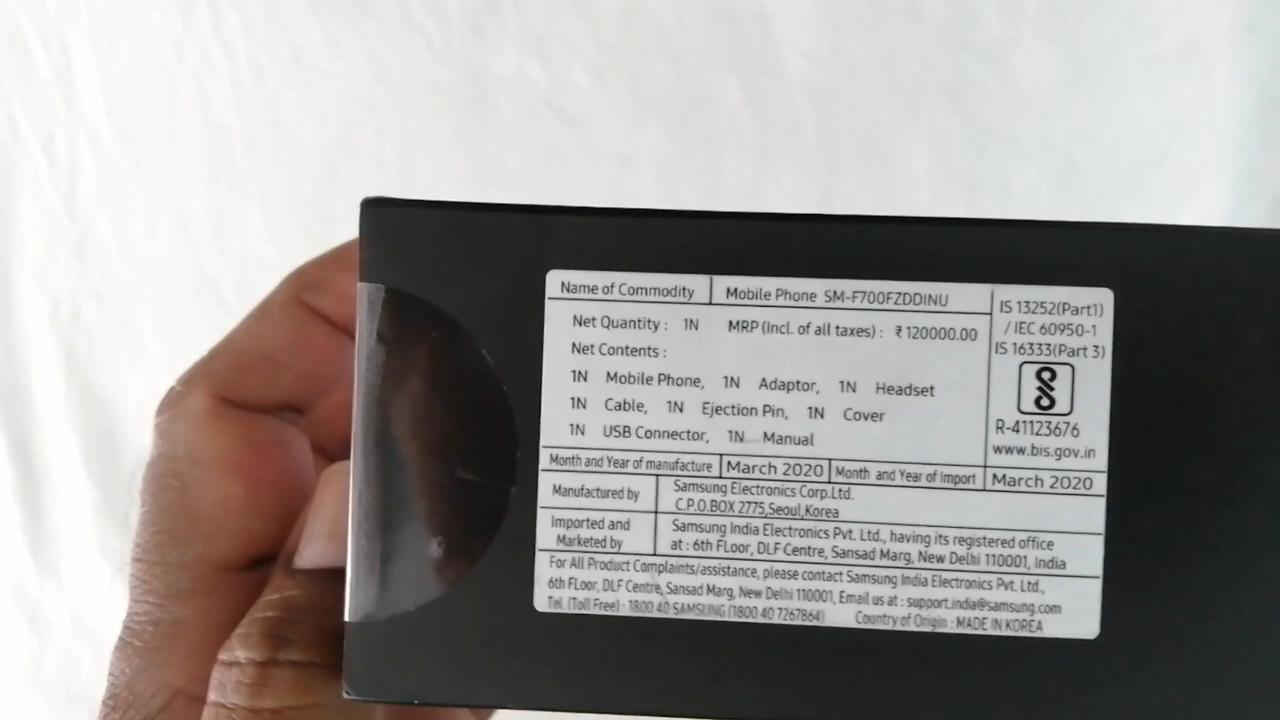 Name of Commodity Mobile Phone SM-F700FZDDINU
Net Quantity : 1N MRP (Incl. of all taxes) : ₹ 120000.00
Net Contents :
1N Mobile Phone, 1N Adaptor, 1N Headset
1N Cable, 1N Ejection Pin, 1N Cover
1N USB Connector, 1N Manual
IS 13252(Part1)
/ IEC 60950-1
IS 16333(Part 3)
R-41123676
www.bis.gov.in
Month and Year of manufacture March 2020 Month and Year of Import March 2020
Manufactured by
Samsung Electronics Corp.Ltd.
C.P.O.BOX 2775,Seoul,Korea
Imported and
Marketed by
Samsung India Electronics Pvt. Ltd., having its registered office
at : 6th FLoor, DLF Centre, Sansad Marg, New Delhi 110001, India
For All Product Complaints/assistance, please contact Samsung India Electronics Pvt. Ltd.,
6th FLoor, DLF Centre, Sansad Marg, New Delhi 110001, Email us at : support.india@samsung.com
Tel. (Toll Free) : 1800 40 SAMSUNG (1800 40 7267864) Country of Origin : MADE IN KOREA